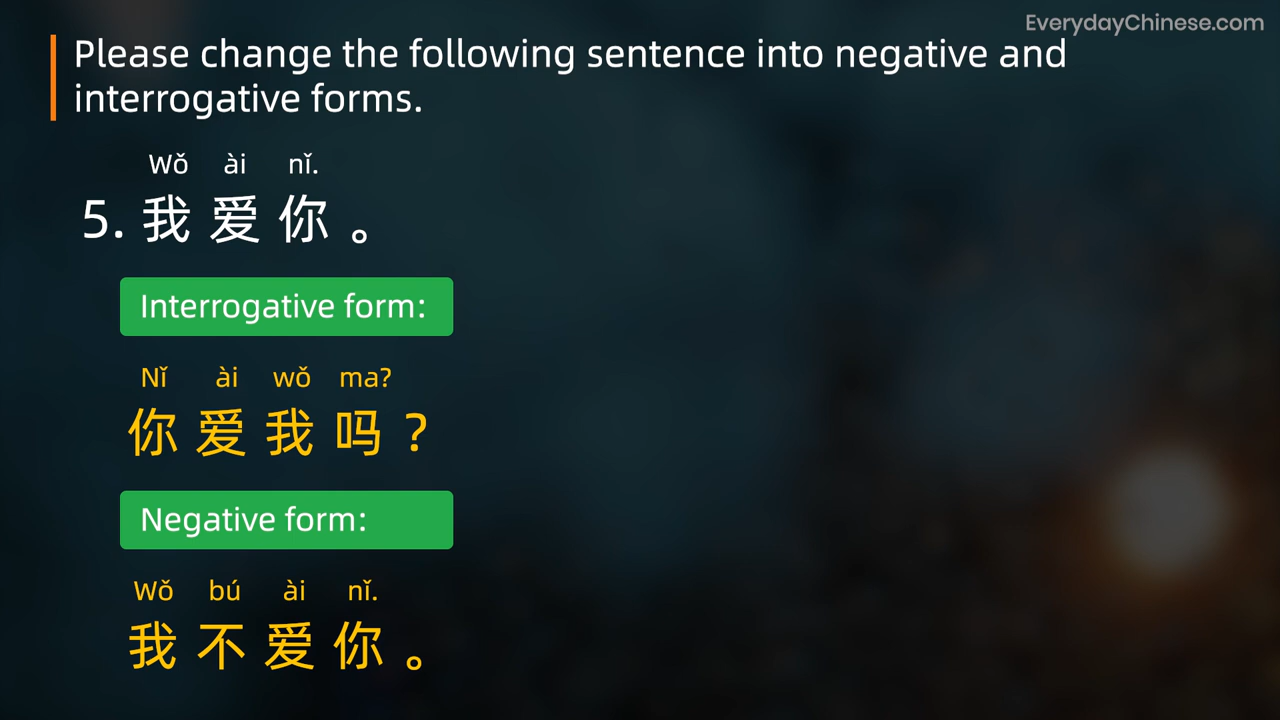 EverydayChinese.com
Please change the following sentence into negative and
interrogative forms.
Wǒ ài nǐ.
5. 我 爱 你 。
Interrogative form:
Nǐ ài wǒ ma?
你 爱 我 吗 ?
Negative form:
Wǒ bú ài nǐ.
我 不 爱 你 。